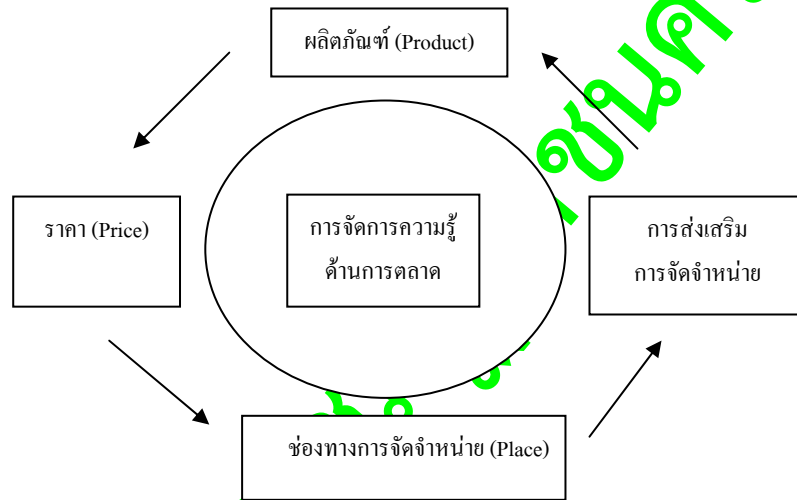 ผลิตภัณฑ์ (Product)
ราคา (Price)
การจัดการความรู้
ด้านการตลาด
การส่งเสริม
การจัดจำหน่าย
ช่องทางการจัดจำหน่าย (Place)